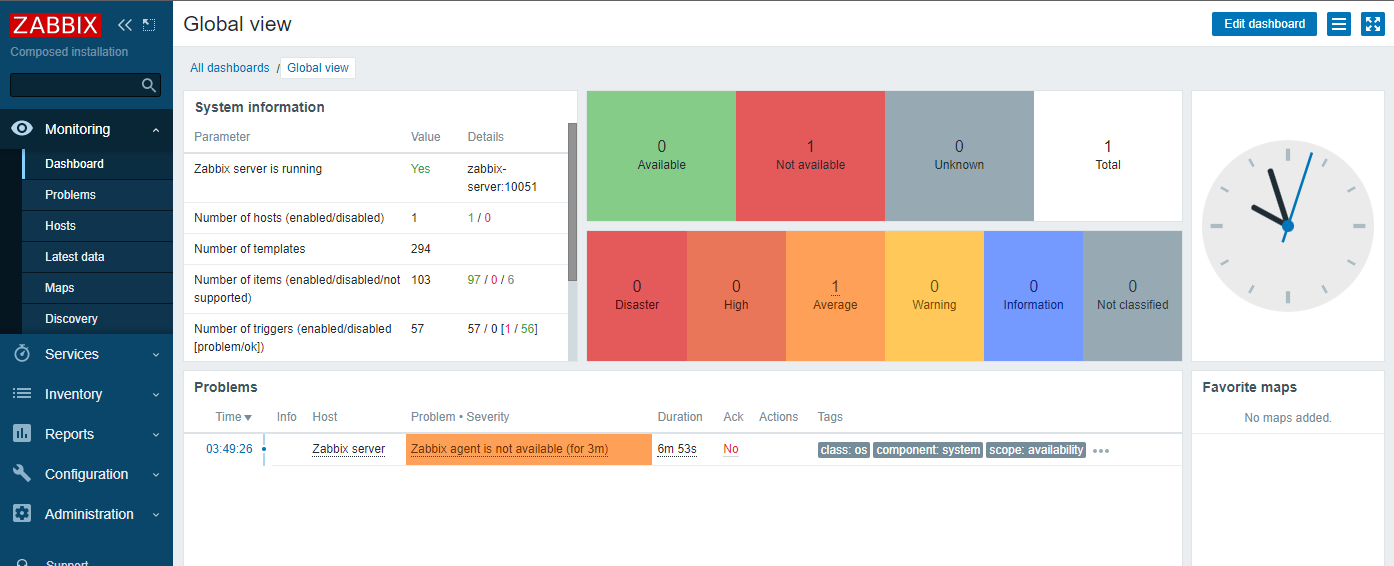 ZABBIX
Composed installation
Monitoring
Dashboard
Problems
Hosts
Latest data
Maps
Discovery
Services
Inventory
Reports
Configuration
Administration
Support
Global view
Edit dashboard
All dashboards / Global view
System information
Parameter Value Details
Zabbix server is running Yes zabbix-
server:10051
Number of hosts (enabled/disabled) 1 1 / 0
Number of templates 294
Number of items (enabled/disabled/not 103 97 / 0 / 6
supported)
Number of triggers (enabled/disabled 57 57 / 0 [1 / 56]
[problem/ok])
0
Available
1
Not available
0
Unknown
1
Total
0
Disaster
0
High
1
Average
0
Warning
0
Information
0
Not classified
Problems
Time Info Host Problem • Severity Duration Ack Actions Tags
03:49:26 Zabbix server Zabbix agent is not available (for 3m) 6m 53s No class: os component: system scope: availability
Favorite maps
No maps added.